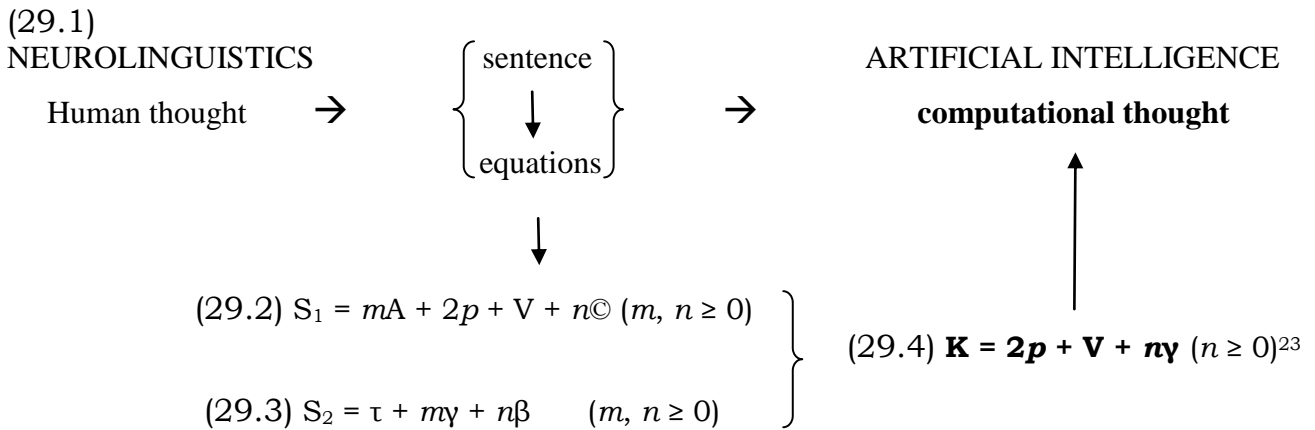 (29.1)
NEUROLINGUISTICS ARTIFICIAL INTELLIGENCE
sentence
Human thought → → computational thought
equations
(29.2) S₁ = mA + 2p + V + n© (m, n ≥ 0)
(29.4) K = 2p + V + nγ (n ≥ 0)²³
(29.3) S₂ = τ + mγ + nβ (m, n ≥ 0)